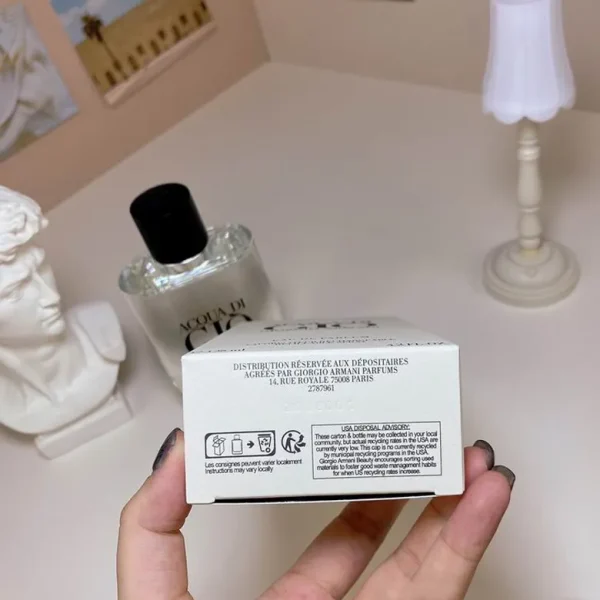 ACQUA DI
GIO
DISTRIBUTION RÉSERVÉE AUX DÉPOSITAIRES
AGRÉÉS PAR GIORGIO ARMANI PARFUMS
14, RUE ROYALE 75008 PARIS
2787961
Les consignes peuvent varier localement
Instructions may vary locally
USA DISPOSAL ADVISORY:
These carton & bottle may be collected in your local
community, but actual recycling rates in the USA are
currently very low. This cap is no currently recycled
by municipal recycling programs in the USA.
Giorgio Armani Beauty encourages sorting used
materials to foster good waste management habits
for when US recycling rates increase.